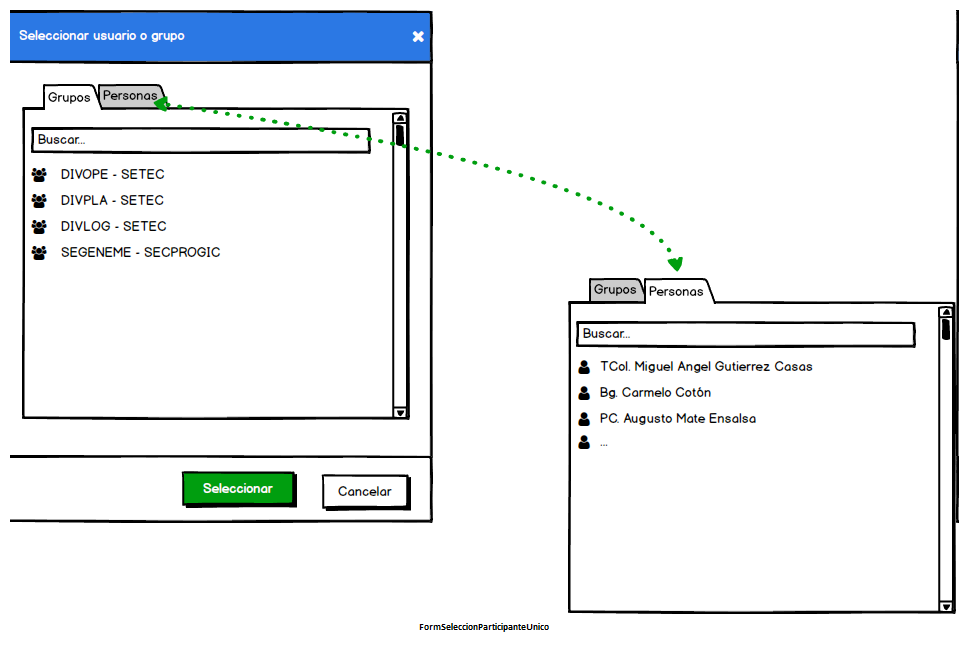 Seleccionar usuario o grupo
Grupos
Personas
Buscar...
DIVOPE - SETEC
DIVPLA - SETEC
DIVLOG - SETEC
SEGENEME - SECPROGIC
Seleccionar
Cancelar
Grupos
Personas
Buscar...
TCol. Miguel Angel Gutierrez Casas
Bg. Carmelo Cotón
PC. Augusto Mate Ensalsa
...
FormSeleccionParticipanteUnico